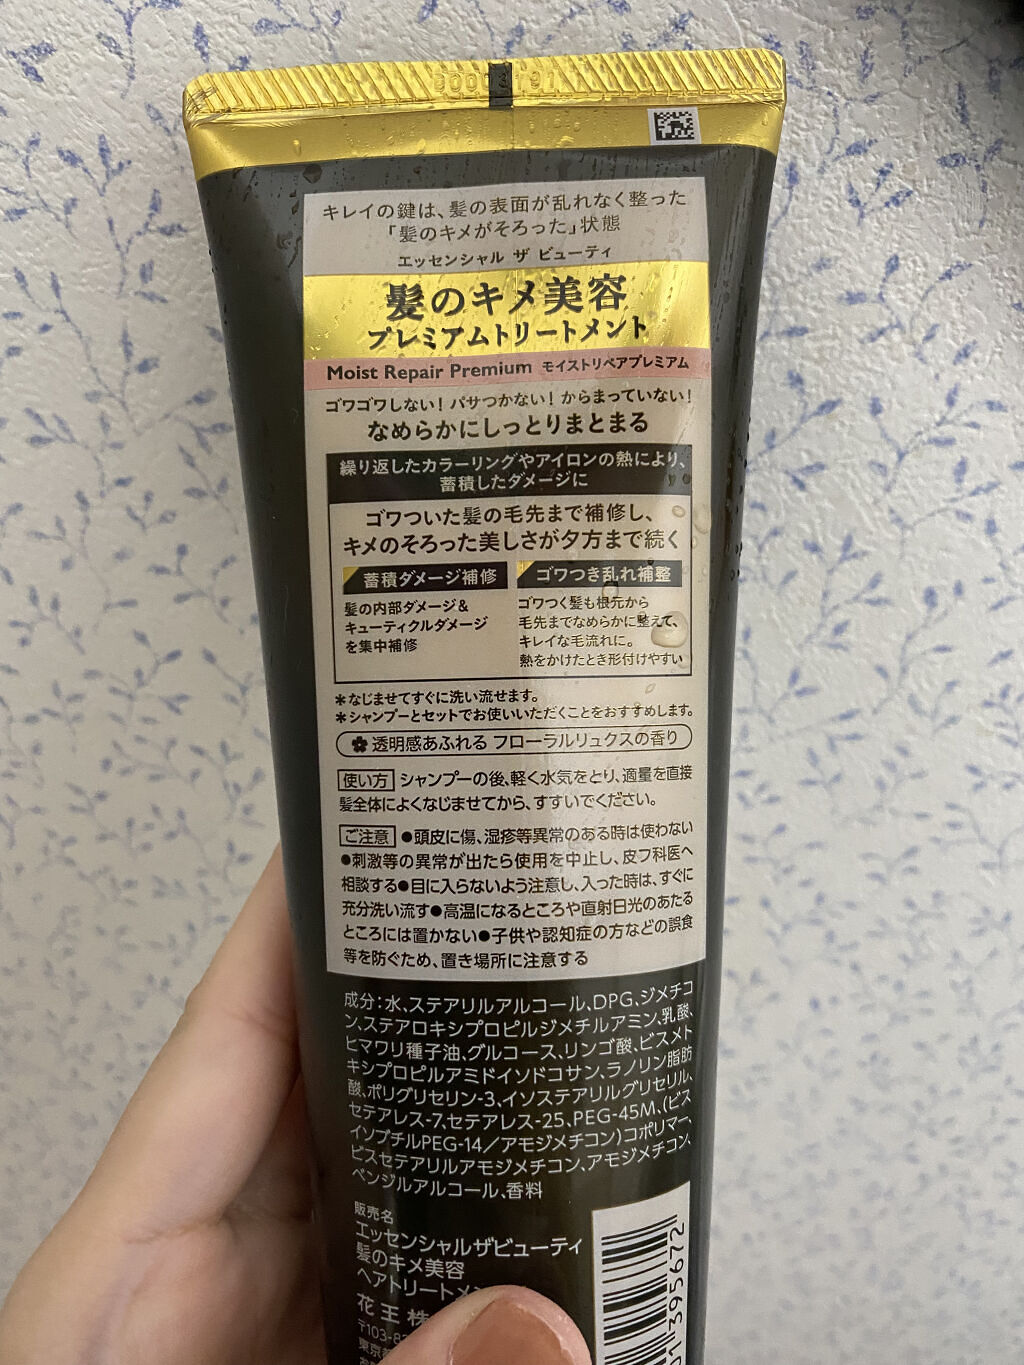 キレイの鍵は、髪の表面が乱れなく整った
「髪のキメがそろった」状態
エッセンシャル ザ ビューティ
髪のキメ美容
プレミアムトリートメント
Moist Repair Premium モイストリペアプレミアム
ゴワゴワしない！パサつかない！からまっていない！
なめらかにしっとりまとまる
繰り返したカラーリングやアイロンの熱により、
蓄積したダメージに
ゴワついた髪の毛先まで補修し、
キメのそろった美しさが夕方まで続く
蓄積ダメージ補修
髪の内部ダメージ＆
キューティクルダメージ
を集中補修
ゴワつき乱れ補整
ゴワつく髪も根元から
毛先までなめらかに整えて、
キレイな毛流れに。
熱をかけたとき形付けやすい
＊なじませてすぐに洗い流せます。
＊シャンプーとセットでお使いいただくことをおすすめします。
透明感あふれる フローラルリュクスの香り
使い方 シャンプーの後、軽く水気をとり、適量を直接
髪全体によくなじませてから、すすいでください。
ご注意 ●頭皮に傷、湿疹等異常のある時は使わない
●刺激等の異常が出たら使用を中止し、皮フ科医へ
相談する●目に入らないよう注意し、入った時は、すぐに
充分洗い流す●高温になるところや直射日光のあたる
ところには置かない●子供や認知症の方などの誤食
等を防ぐため、置き場所に注意する
成分：水、ステアリルアルコール、DPG、ジメチコ
ン、ステアロキシプロピルジメチルアミン、乳酸、
ヒマワリ種子油、グルコース、リンゴ酸、ビスメト
キシプロピルアミドイソドコサン、ラノリン脂肪
酸、ポリグリセリン-3、イソステアリルグリセリル、
セテアレス-7、セテアレス-25、PEG-45M、（ビス
イソブチルPEG-14／アモジメチコン）コポリマー、
ビスセテアリルアモジメチコン、アモジメチコン、
ベンジルアルコール、香料
販売名
エッセンシャルザビューティ
髪のキメ美容
ヘアトリートメン
花王 株
〒103-82
東京都
01 395672